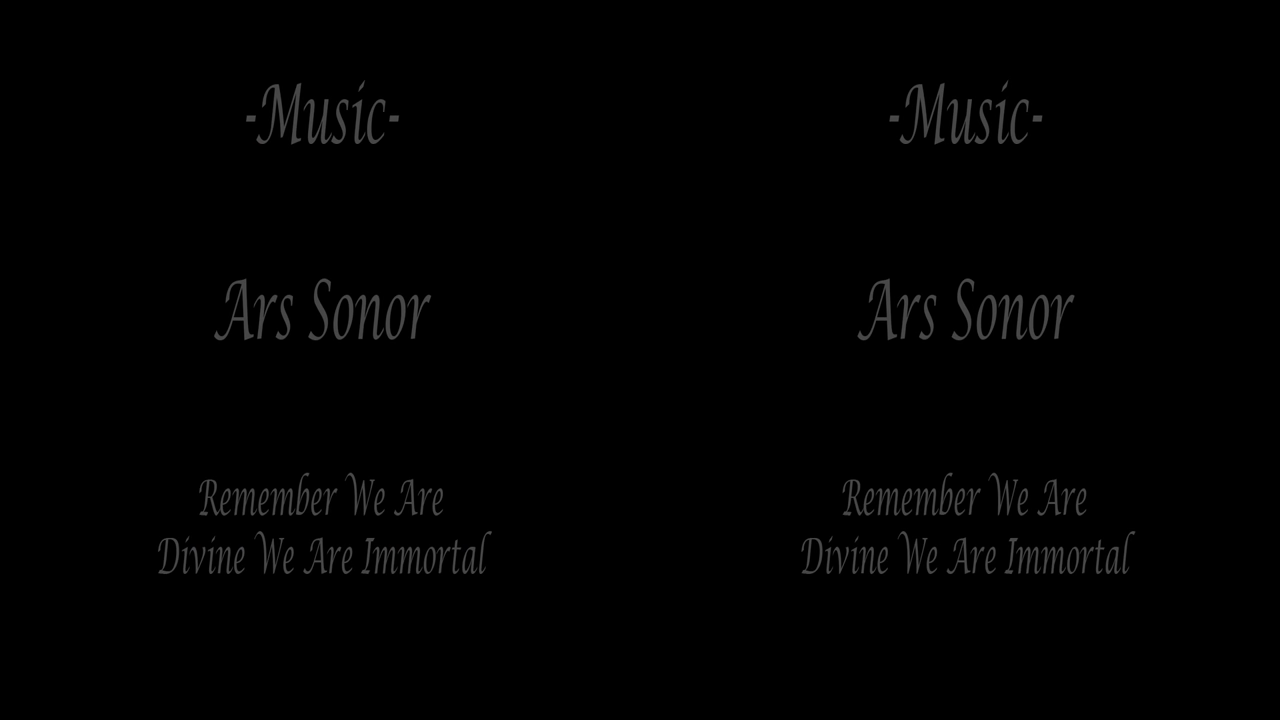 -Music-
Ars Sonor
Remember We Are
Divine We Are Immortal
-Music-
Ars Sonor
Remember We Are
Divine We Are Immortal